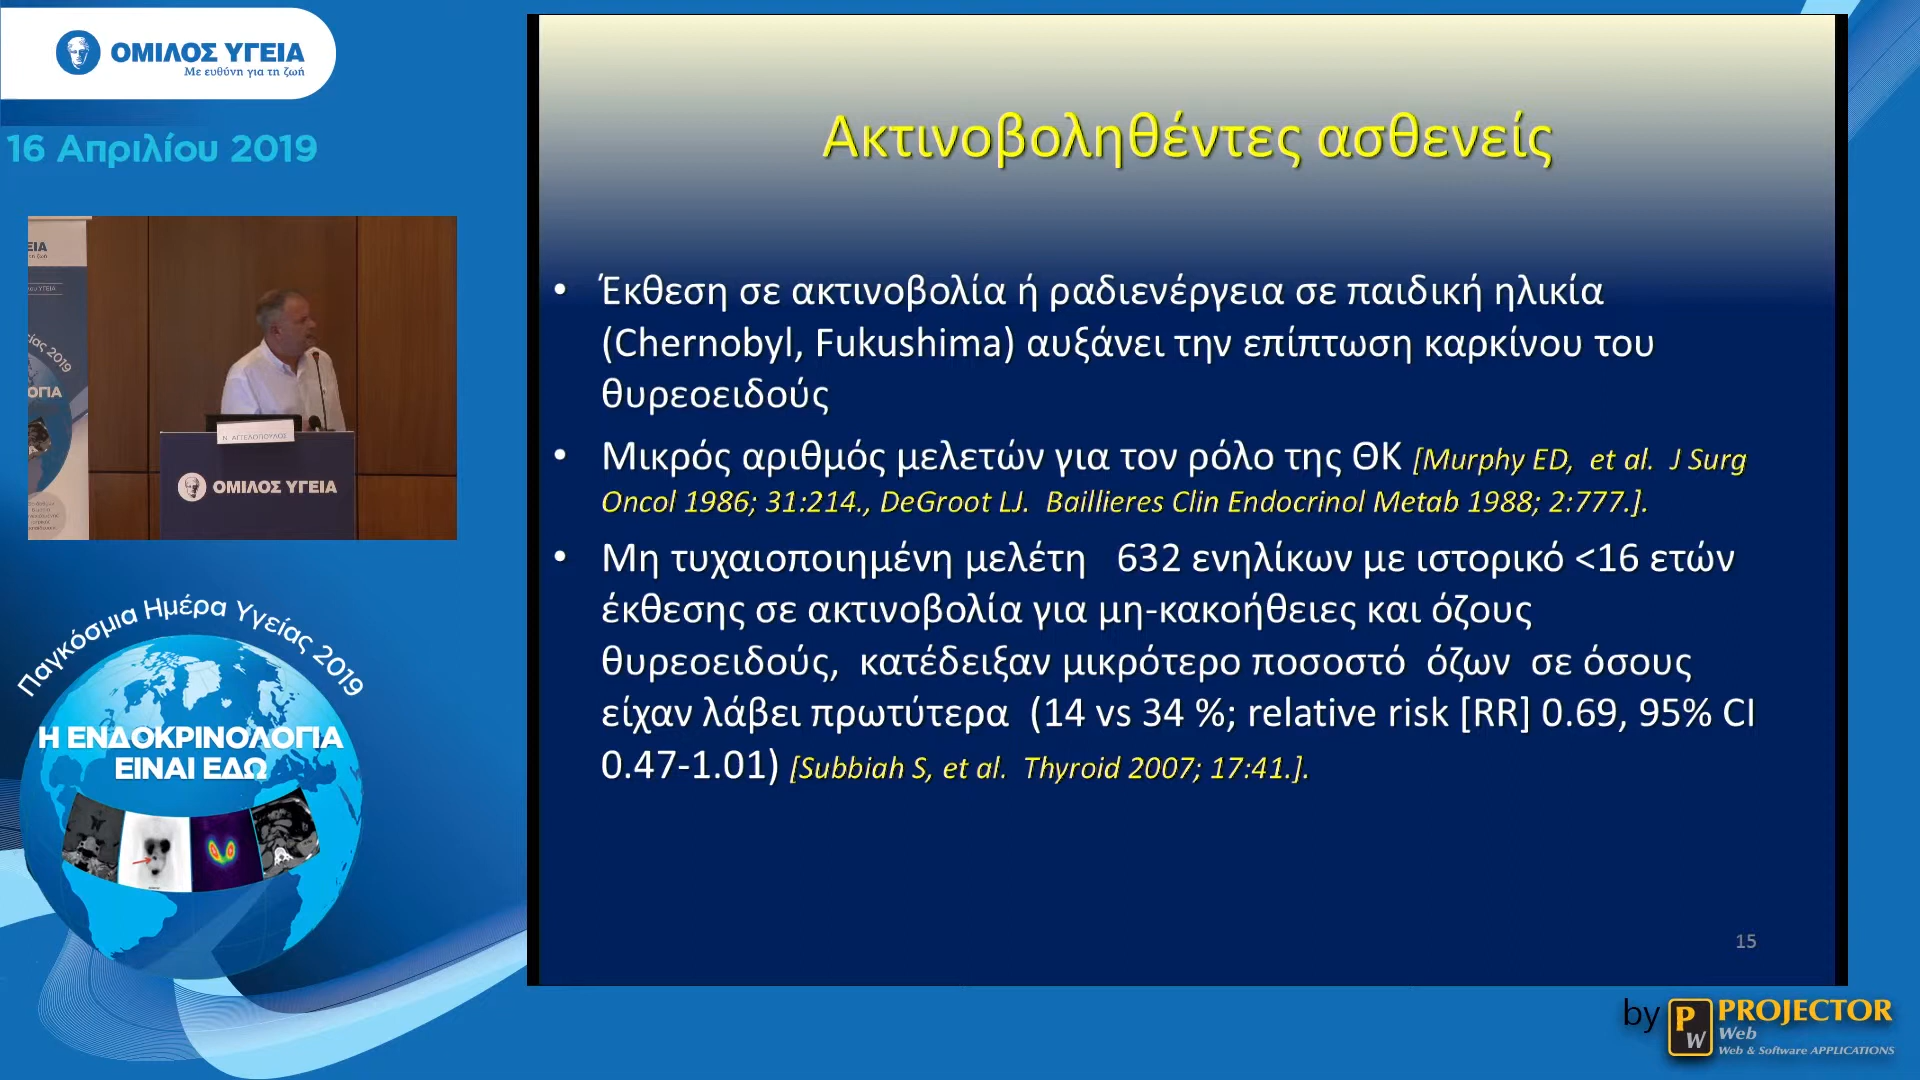 ΟΜΙΛΟΣ ΥΓΕΙΑ
Με ευθύνη για τη ζωή
16 Απριλίου 2019
ΕΙΑ
2019
ΟΓΙΑ
Ν. ΑΓΓΕΛΟΠΟΥΛΟΣ
ΟΜΙΛΟΣ ΥΓΕΙΑ
Παγκόσμια Ημέρα Υγείας 2019
Η ΕΝΔΟΚΡΙΝΟΛΟΓΙΑ
ΕΙΝΑΙ ΕΔΩ
Ακτινοβοληθέντες ασθενείς
• Έκθεση σε ακτινοβολία ή ραδιενέργεια σε παιδική ηλικία
(Chernobyl, Fukushima) αυξάνει την επίπτωση καρκίνου του
θυρεοειδούς
• Μικρός αριθμός μελετών για τον ρόλο της ΘΚ [Murphy ED, et al. J Surg
Oncol 1986; 31:214., DeGroot LJ. Baillieres Clin Endocrinol Metab 1988; 2:777.].
• Μη τυχαιοποιημένη μελέτη 632 ενηλίκων με ιστορικό <16 ετών
έκθεσης σε ακτινοβολία για μη-κακοήθειες και όζους
θυρεοειδούς, κατέδειξαν μικρότερο ποσοστό όζων σε όσους
είχαν λάβει πρωτύτερα (14 vs 34 %; relative risk [RR] 0.69, 95% CI
0.47-1.01) [Subbiah S, et al. Thyroid 2007; 17:41.].
15
by PW PROJECTOR
Web
Web & Software APPLICATIONS